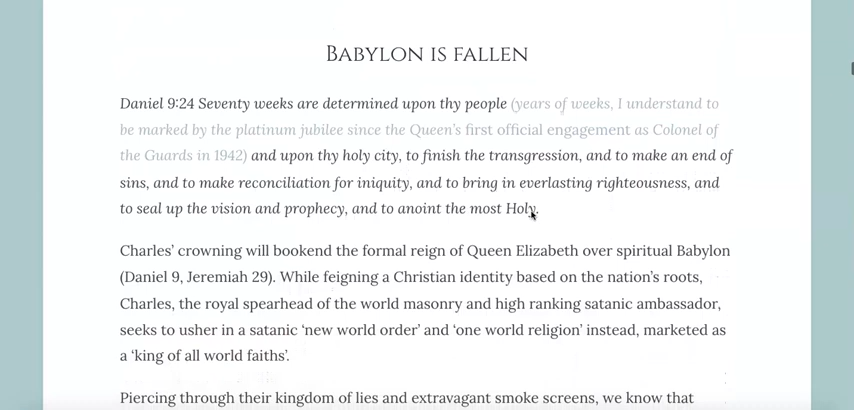 BABYLON IS FALLEN
Daniel 9:24 Seventy weeks are determined upon thy people (years of weeks, I understand to
be marked by the platinum jubilee since the Queen’s first official engagement as Colonel of
the Guards in 1942) and upon thy holy city, to finish the transgression, and to make an end of
sins, and to make reconciliation for iniquity, and to bring in everlasting righteousness, and
to seal up the vision and prophecy, and to anoint the most Holy.
Charles’ crowning will bookend the formal reign of Queen Elizabeth over spiritual Babylon
(Daniel 9, Jeremiah 29). While feigning a Christian identity based on the nation’s roots,
Charles, the royal spearhead of the world masonry and high ranking satanic ambassador,
seeks to usher in a satanic ‘new world order’ and ‘one world religion’ instead, marketed as
a ‘king of all world faiths’.
Piercing through their kingdom of lies and extravagant smoke screens, we know that